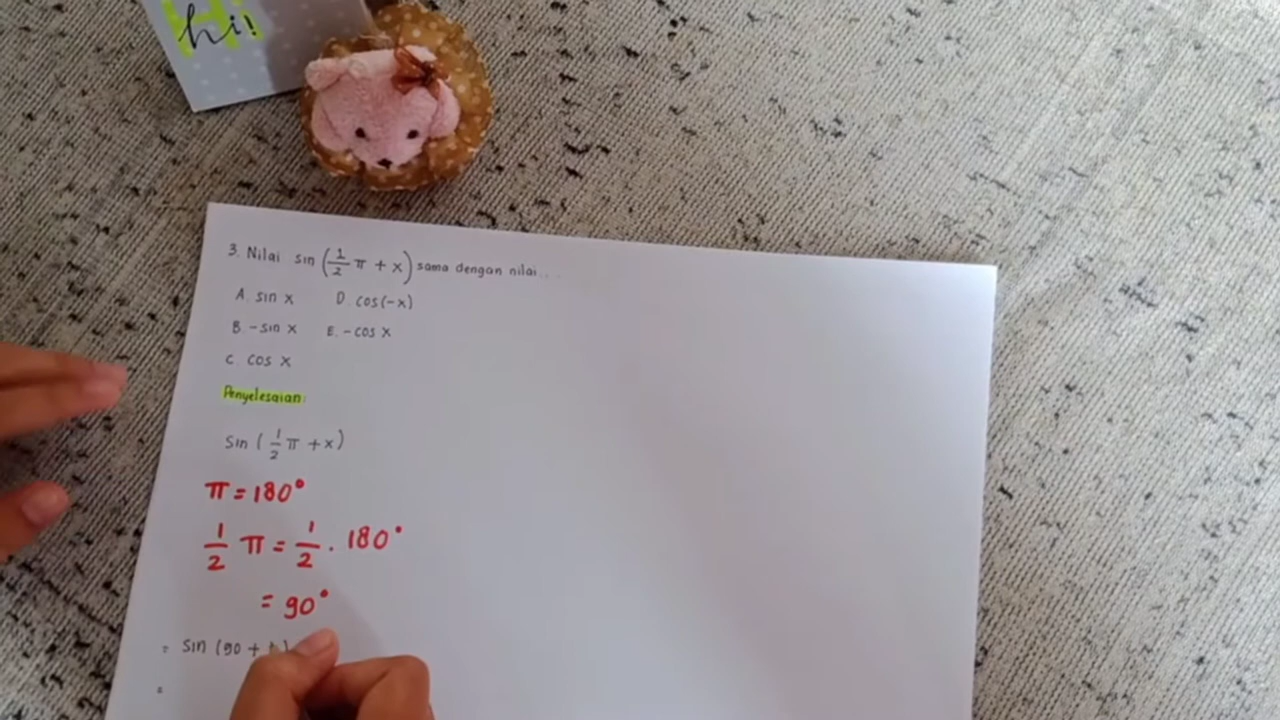 Hi!
hi!
3. Nilai sin (1/2 π + x) sama dengan nilai...
A. sin x D. cos(-x)
B. -sin x E. -cos x
C. cos x
Penyelesaian:
Sin (1/2 π + x)
π = 180°
1/2 π = 1/2 . 180°
= 90°
= sin (90 +
=